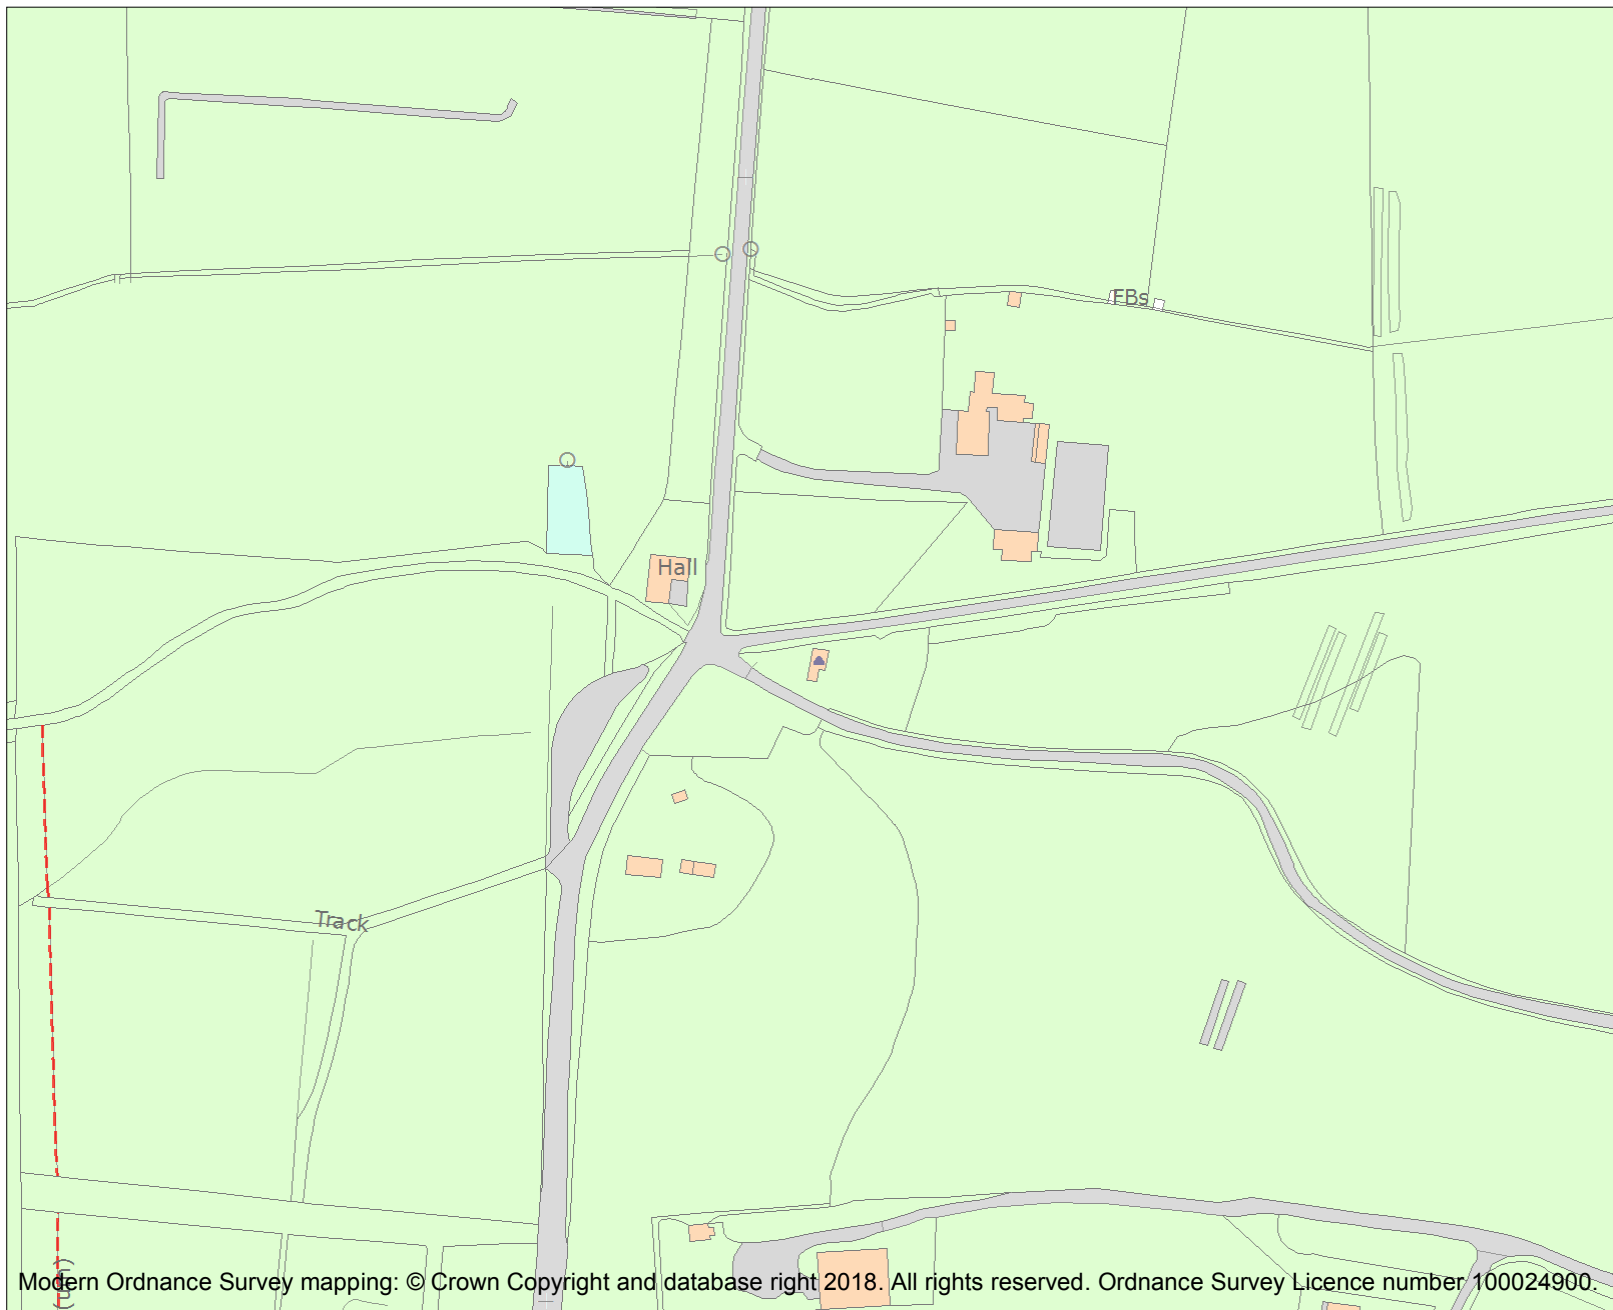 FBs
Hall
Track
Modern Ordnance Survey mapping: © Crown Copyright and database right 2018. All rights reserved. Ordnance Survey Licence number 100024900.